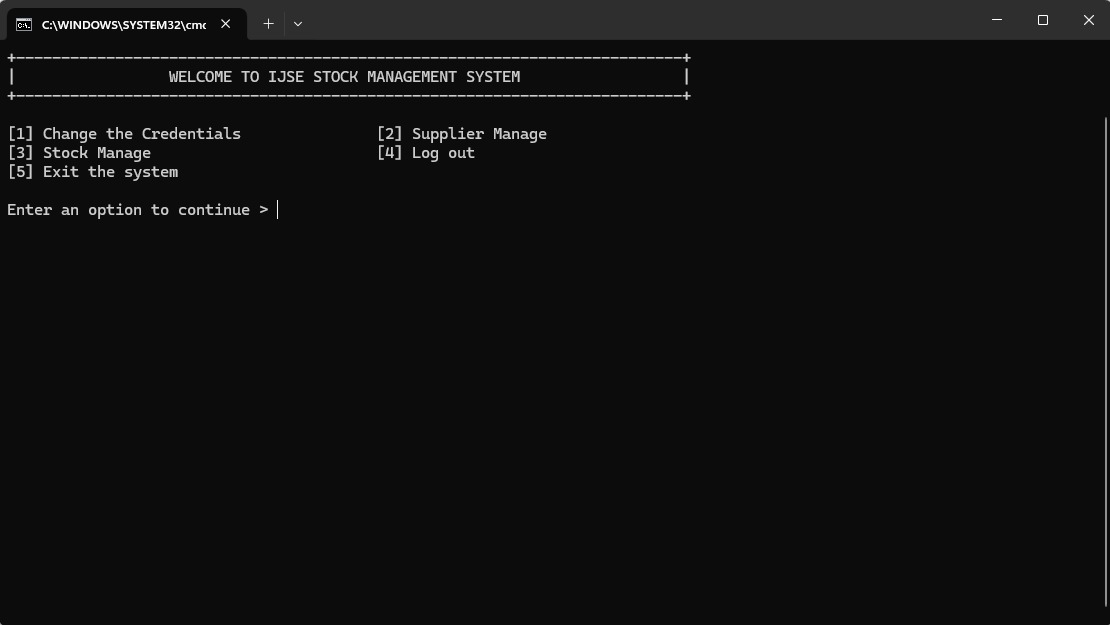 C:\WINDOWS\SYSTEM32\cmd
+--------------------------------------------------------------------------+
|                 WELCOME TO IJSE STOCK MANAGEMENT SYSTEM                  |
+--------------------------------------------------------------------------+
[1] Change the Credentials               [2] Supplier Manage
[3] Stock Manage                         [4] Log out
[5] Exit the system
Enter an option to continue >